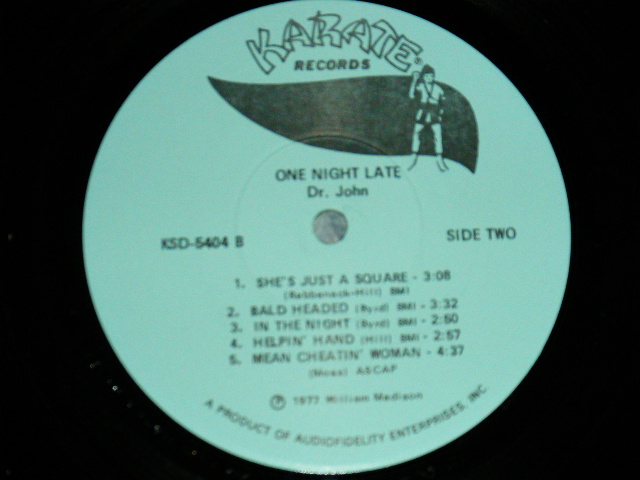 KARATE®
RECORDS
ONE NIGHT LATE
Dr. John
KSD-5404 B
SIDE TWO
1. SHE'S JUST A SQUARE - 3:08
(Rebbenack-Hill) BMI
2. BALD HEADED (Byrd) BMI - 3:32
3. IN THE NIGHT (Byrd) BMI - 2:50
4. HELPIN' HAND (Hill) BMI - 2:57
5. MEAN CHEATIN' WOMAN - 4:37
(Moss) ASCAP
℗ 1977 William Madison
A PRODUCT OF AUDIOFIDELITY ENTERPRISES, INC